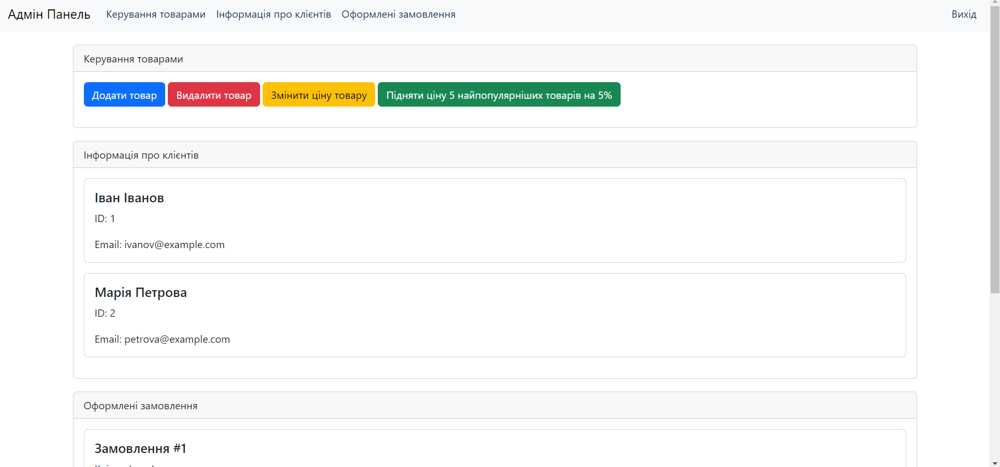 Адмін Панель Керування товарами Інформація про клієнтів Оформлені замовлення Вихід
Керування товарами
Додати товар Видалити товар Змінити ціну товару Підняти ціну 5 найпопулярніших товарів на 5%
Інформація про клієнтів
Іван Іванов
ID: 1
Email: ivanov@example.com
Марія Петрова
ID: 2
Email: petrova@example.com
Оформлені замовлення
Замовлення #1